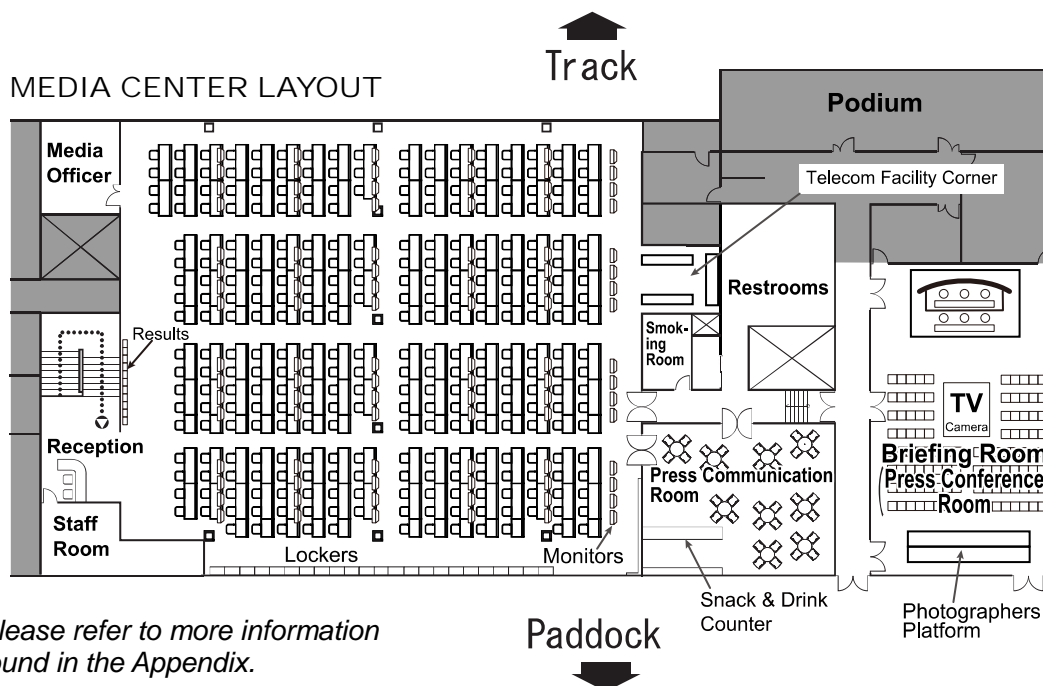 Track
MEDIA CENTER LAYOUT
Podium
Media
Officer
Telecom Facility Corner
Restrooms
Results
Smok-
ing
Room
TV
Camera
Reception
Briefing Room
Press Communication
Room
Press Conference
Room
Staff
Room
Lockers
Monitors
Snack & Drink
Counter
Photographers
Platform
lease refer to more information
ound in the Appendix.
Paddock